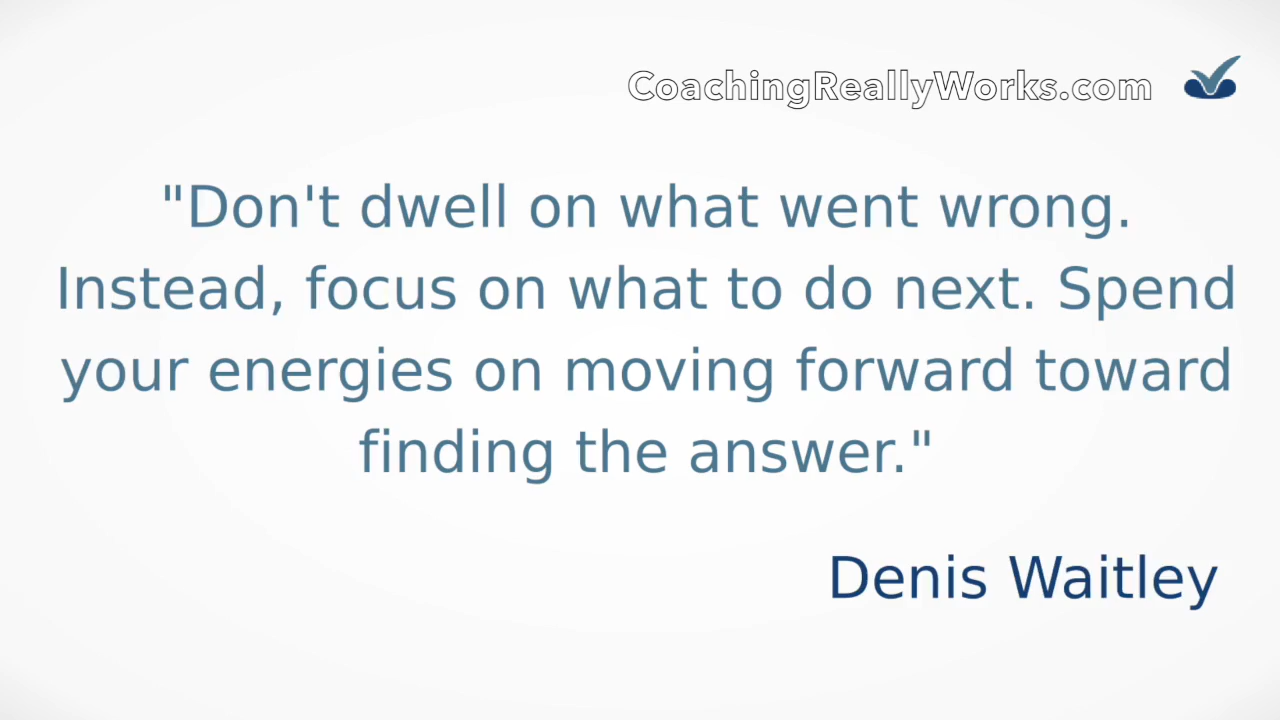 CoachingReallyWorks.com
"Don't dwell on what went wrong.
Instead, focus on what to do next. Spend
your energies on moving forward toward
finding the answer."
Denis Waitley